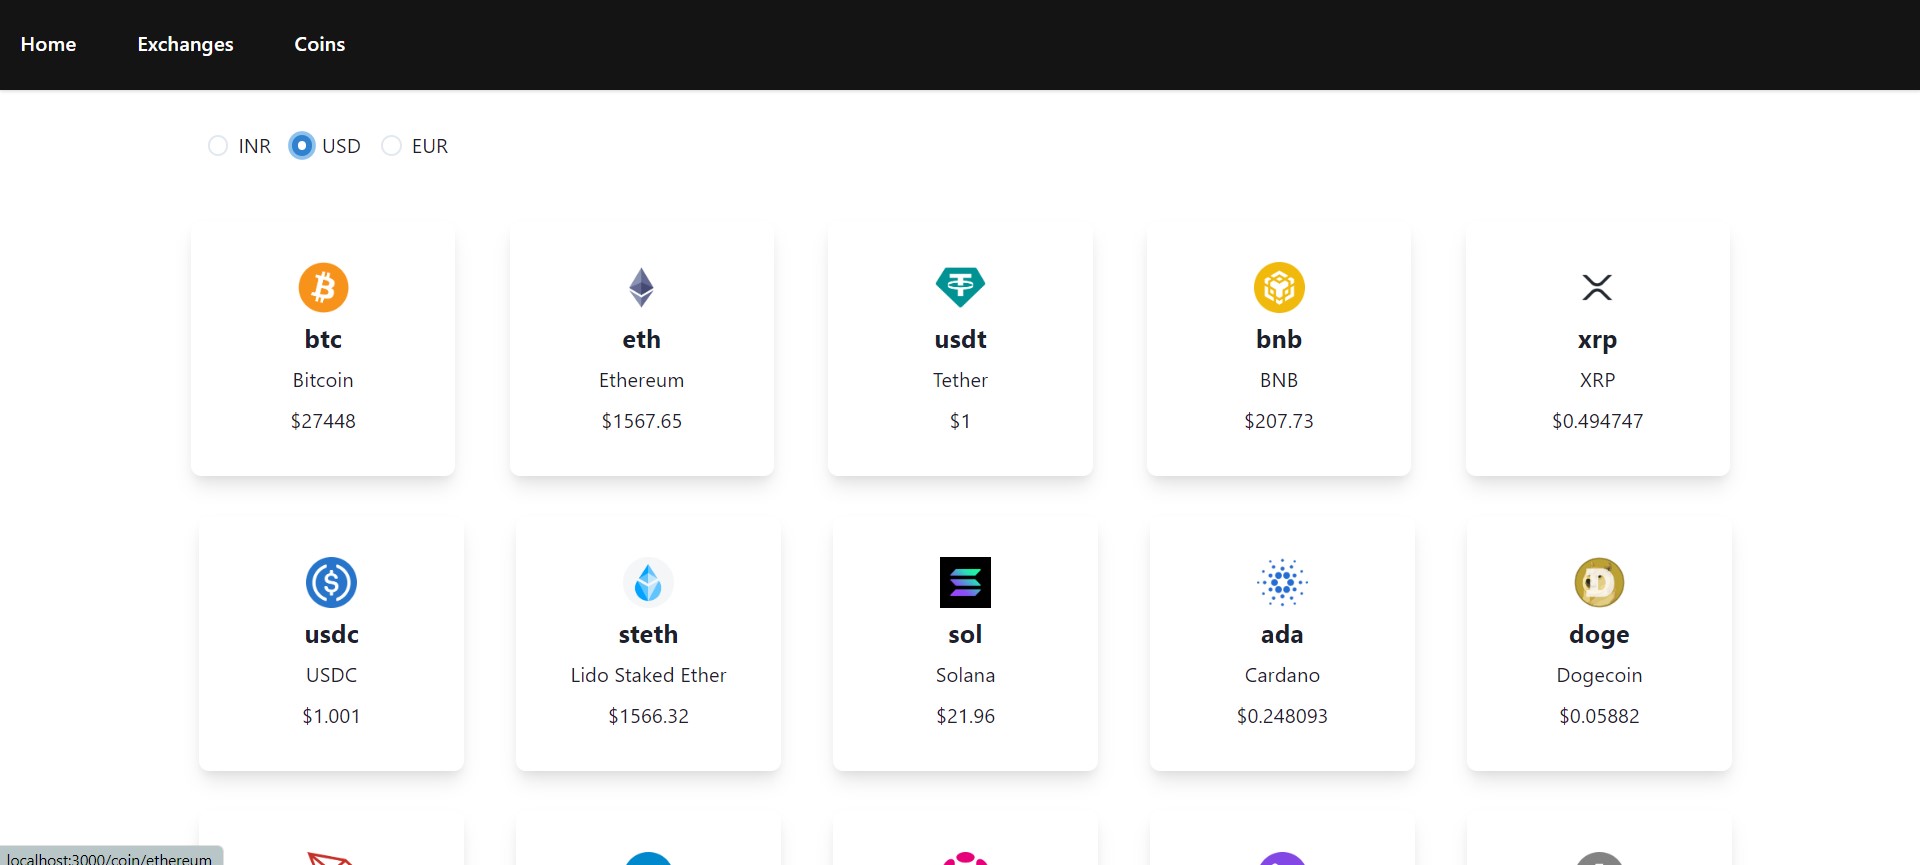 Home Exchanges Coins
INR USD EUR
btc
Bitcoin
$27448
eth
Ethereum
$1567.65
usdt
Tether
$1
bnb
BNB
$207.73
xrp
XRP
$0.494747
usdc
USDC
$1.001
steth
Lido Staked Ether
$1566.32
sol
Solana
$21.96
ada
Cardano
$0.248093
doge
Dogecoin
$0.05882
localhost:3000/coin/ethereum